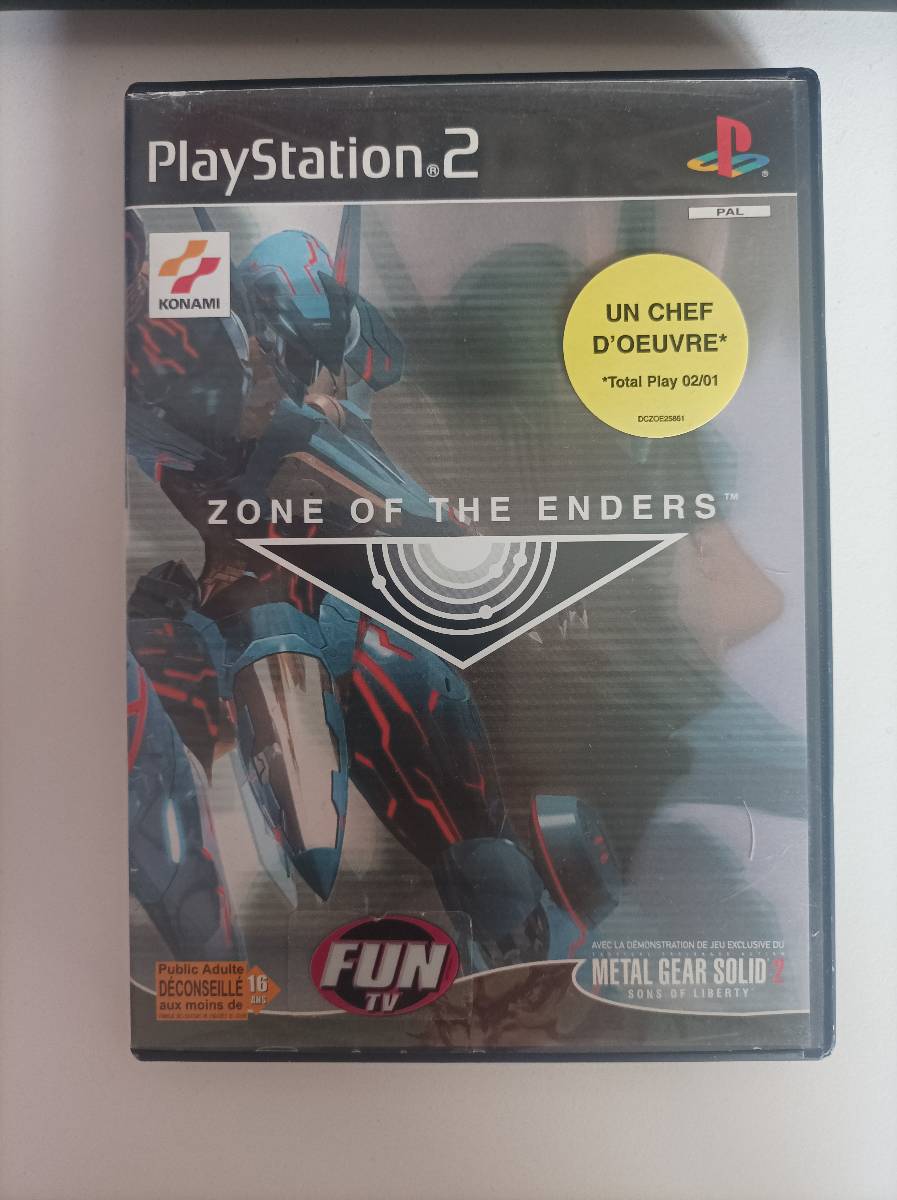 PlayStation®2
PAL
KONAMI
UN CHEF
D'OEUVRE*
*Total Play 02/01
DCZOE25861
ZONE OF THE ENDERS™
AVEC LA DÉMONSTRATION DE JEU EXCLUSIVE DU
METAL GEAR SOLID 2
SONS OF LIBERTY
Public Adulte
DÉCONSEILLÉ
aux moins de
16
ANS
FUN
TV